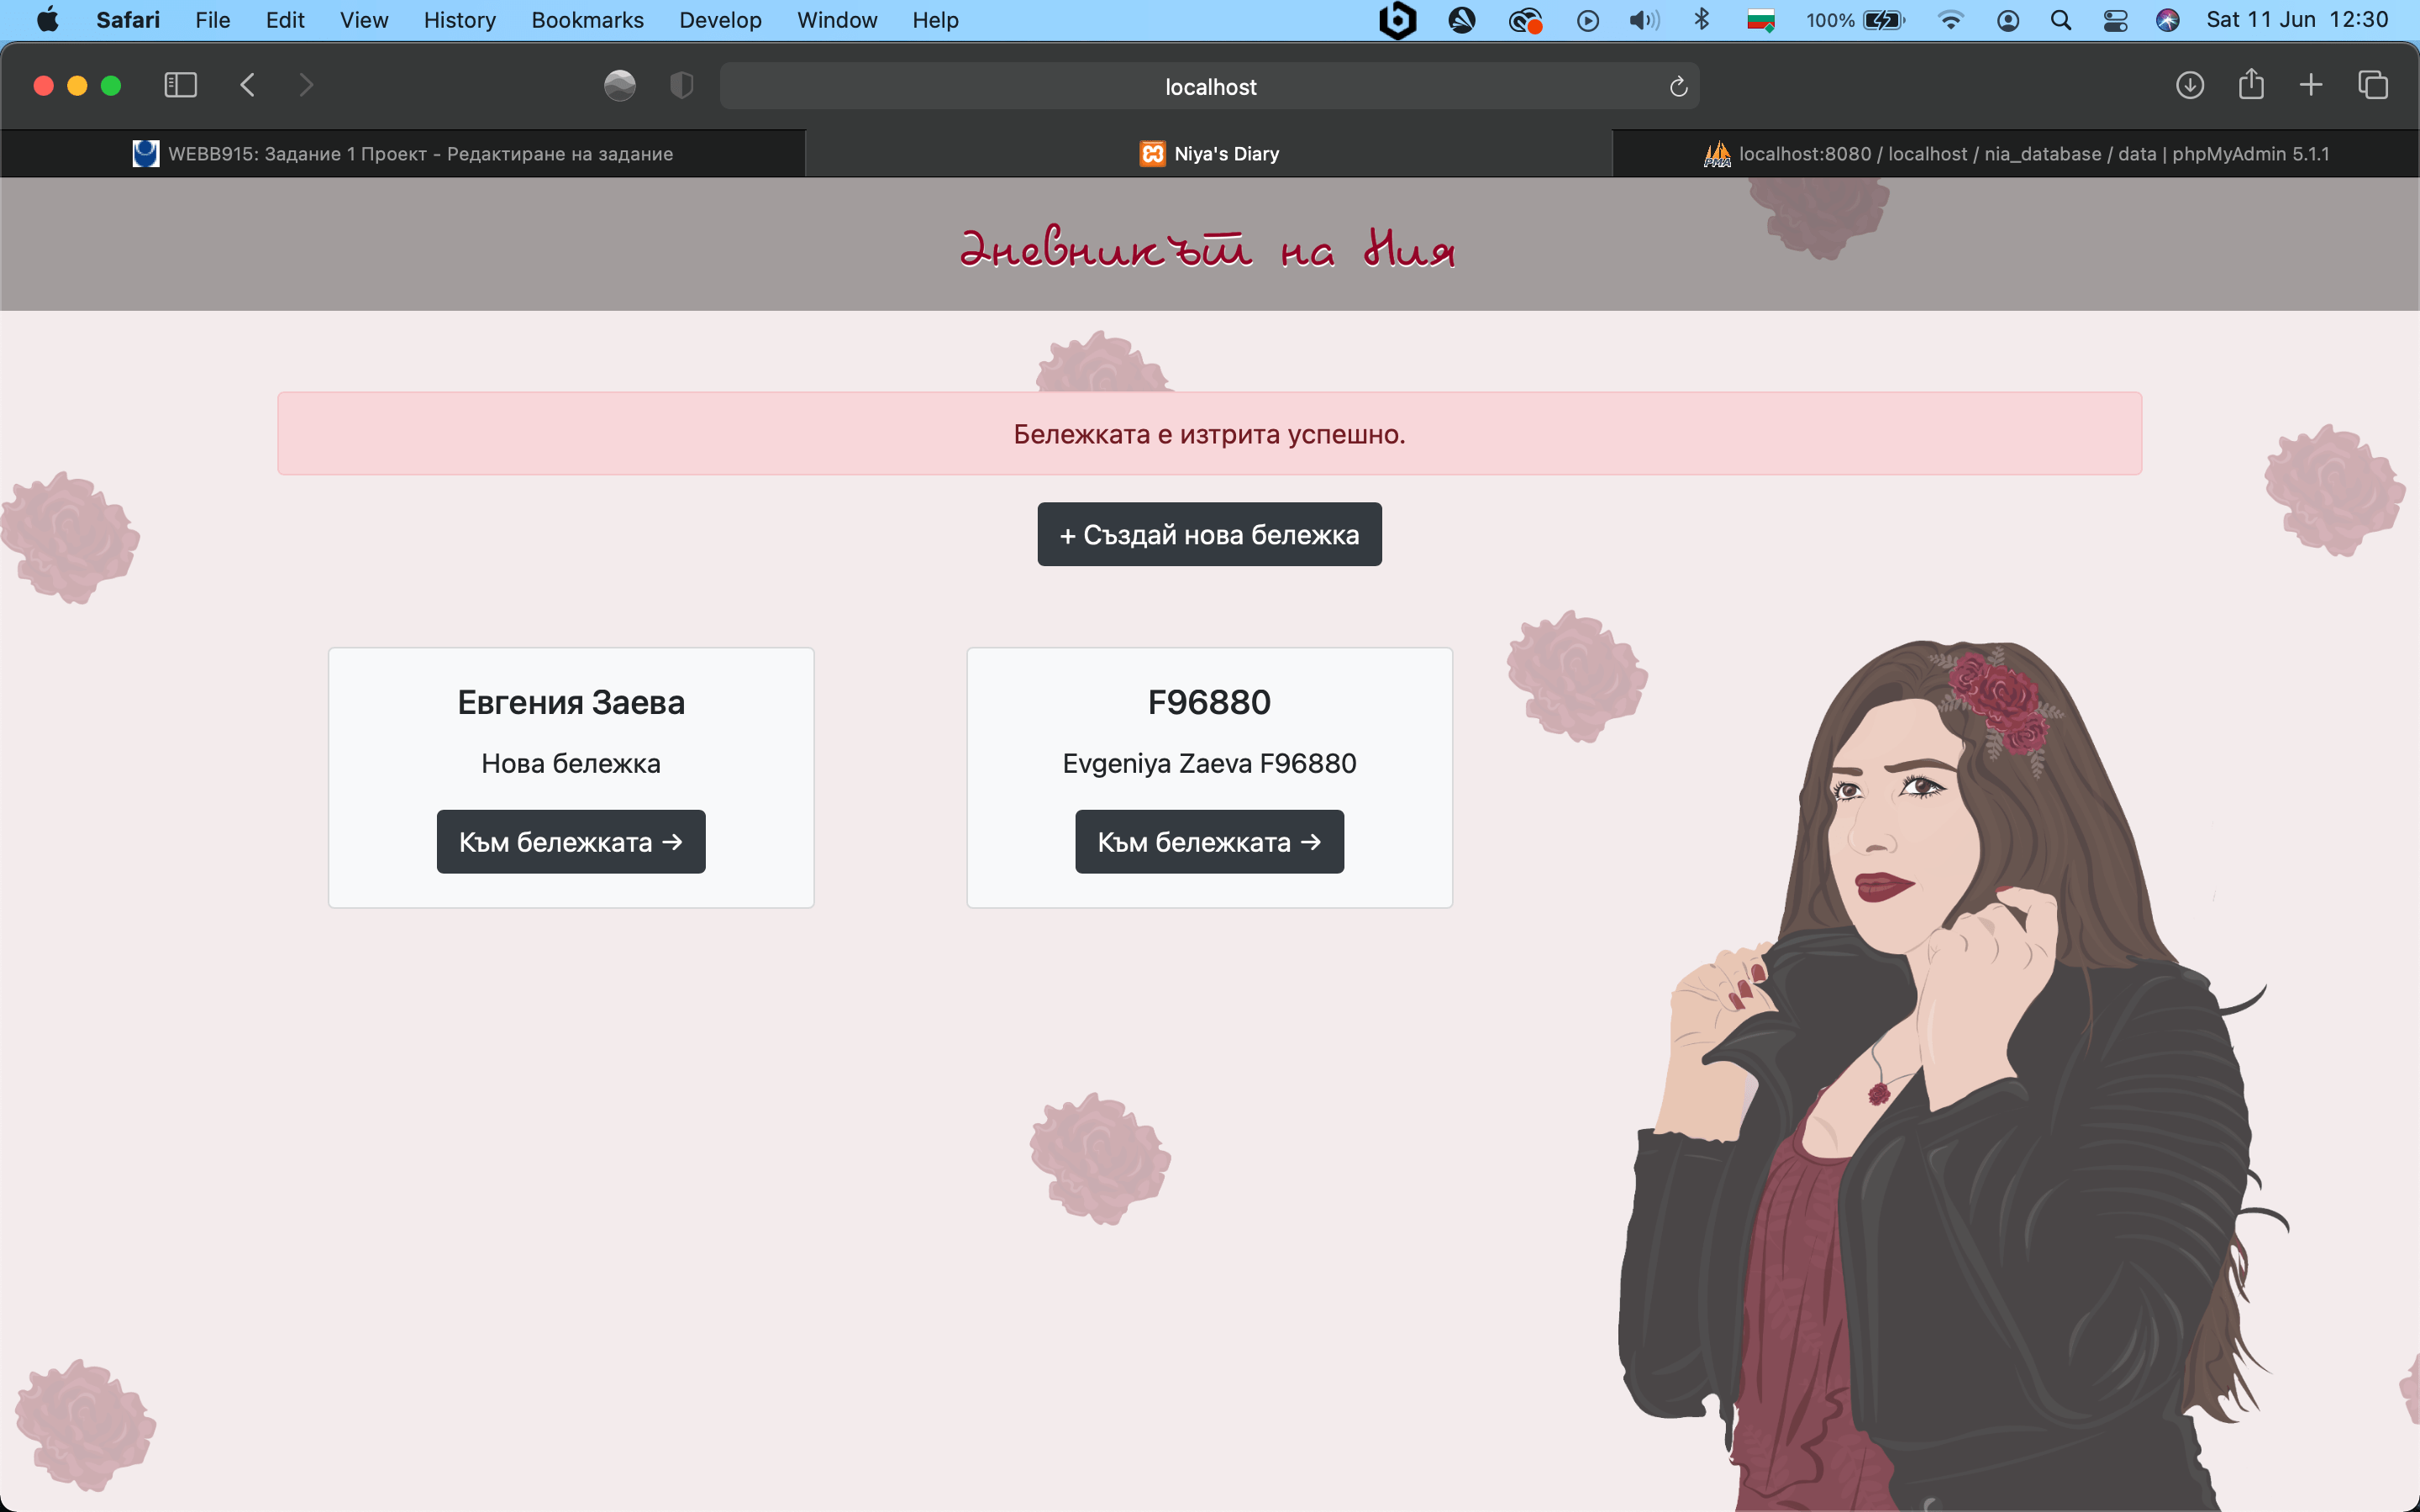 Safari File Edit View History Bookmarks Develop Window Help 100% Sat 11 Jun 12:30
localhost
WEBB915: Задание 1 Проект - Редактиране на задание
Niya's Diary
localhost:8080 / localhost / nia_database / data | phpMyAdmin 5.1.1
Дневникът на Ния
Бележката е изтрита успешно.
+ Създай нова бележка
Евгения Заева
Нова бележка
Към бележката →
F96880
Evgeniya Zaeva F96880
Към бележката →